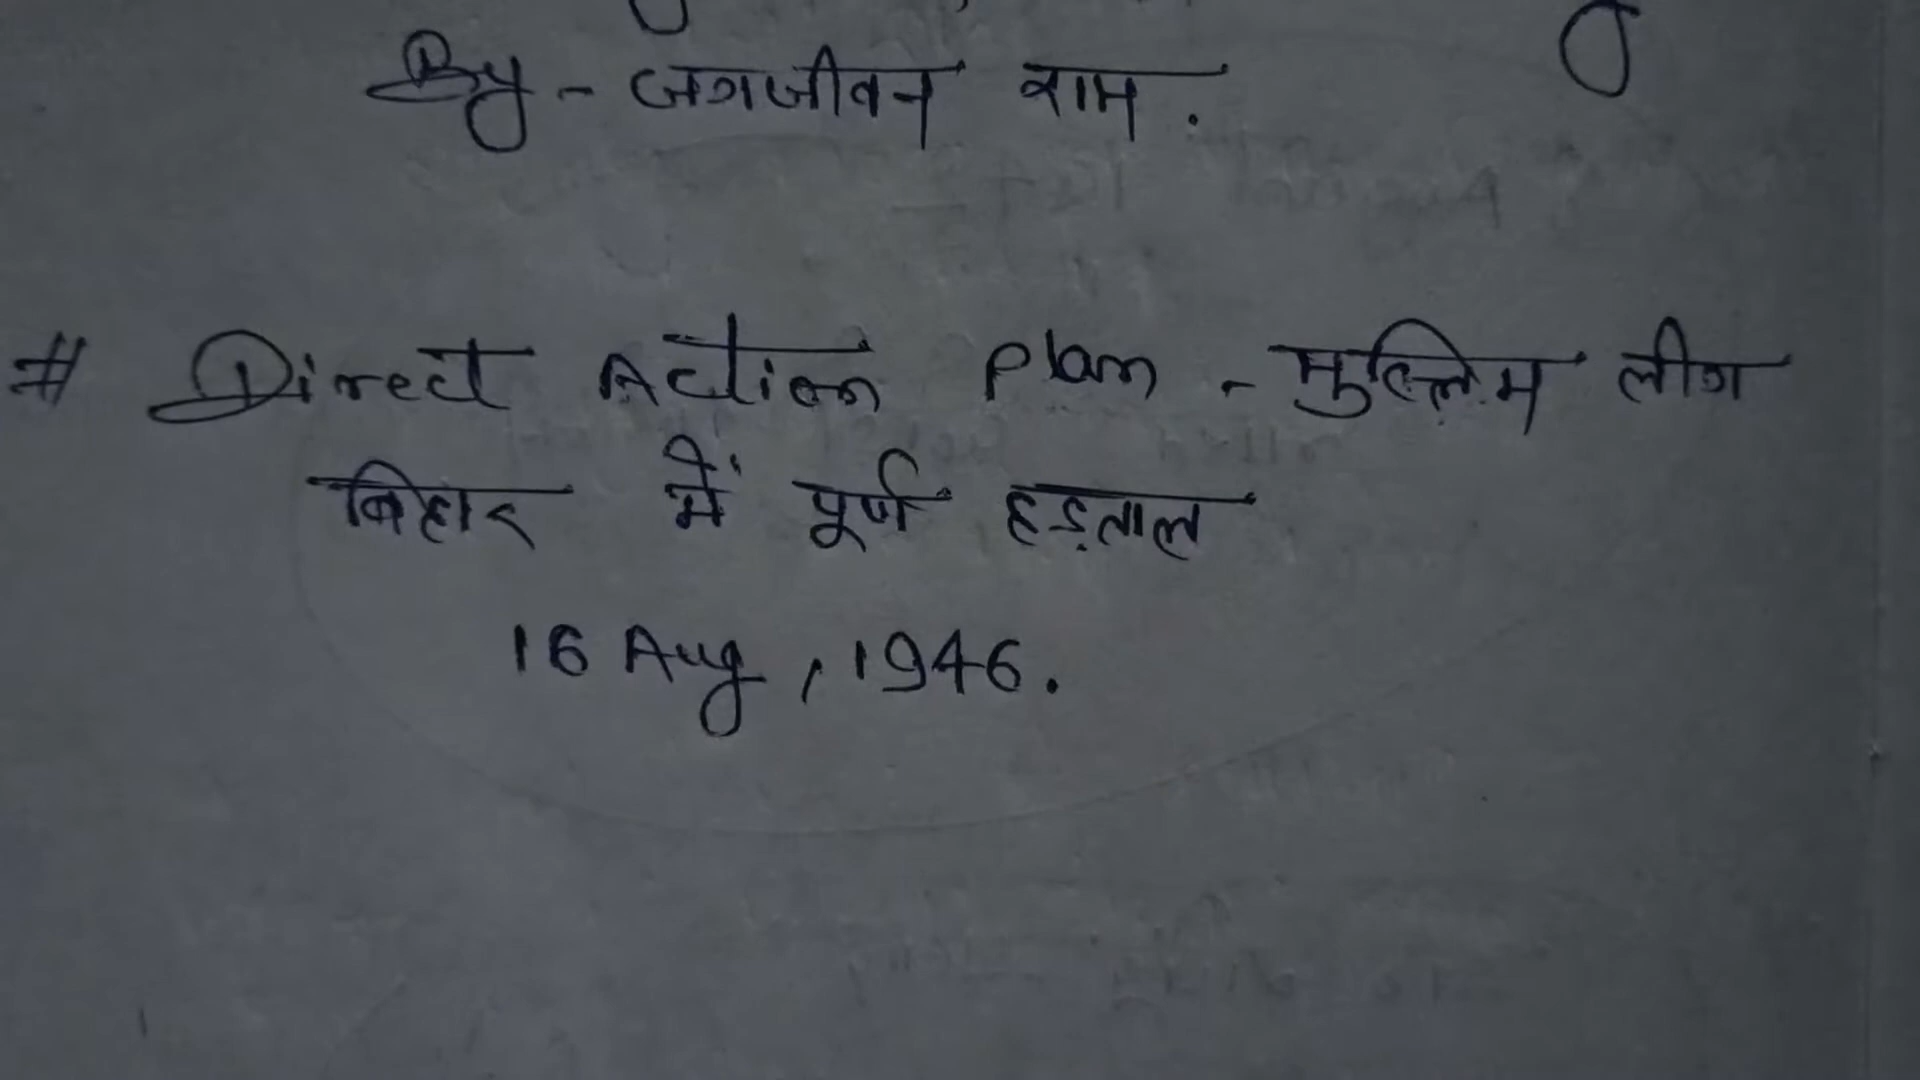 By - जगजीवन राम.
# Direct Action Plan - मुस्लिम लीग
बिहार में पूर्ण हड़ताल
16 Aug, 1946.